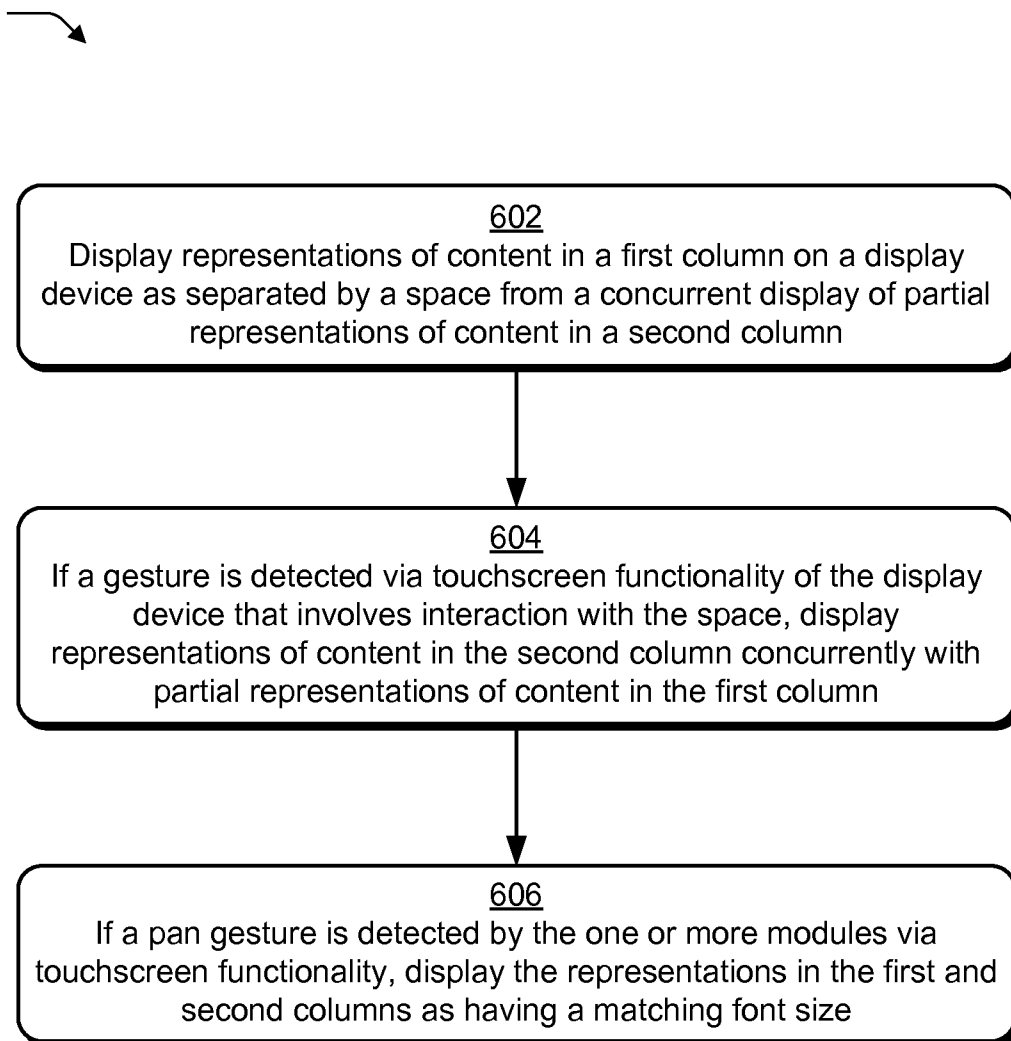 602
Display representations of content in a first column on a display
device as separated by a space from a concurrent display of partial
representations of content in a second column
604
If a gesture is detected via touchscreen functionality of the display
device that involves interaction with the space, display
representations of content in the second column concurrently with
partial representations of content in the first column
606
If a pan gesture is detected by the one or more modules via
touchscreen functionality, display the representations in the first and
second columns as having a matching font size